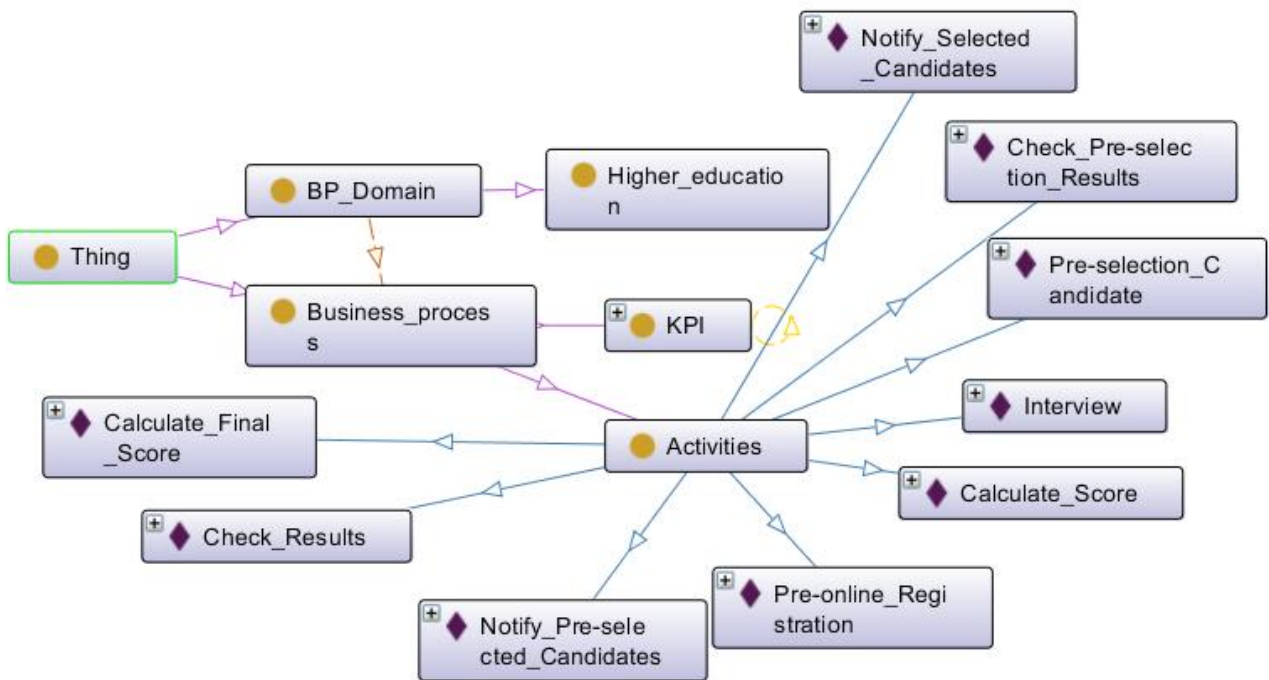 Notify_Selected
_Candidates
Check_Pre-selec
tion_Results
BP_Domain
Higher_educatio
n
Thing
Pre-selection_C
andidate
Business_proces
s
KPI
Calculate_Final
_Score
Interview
Activities
Calculate_Score
Check_Results
Pre-online_Regi
stration
Notify_Pre-sele
cted_Candidates